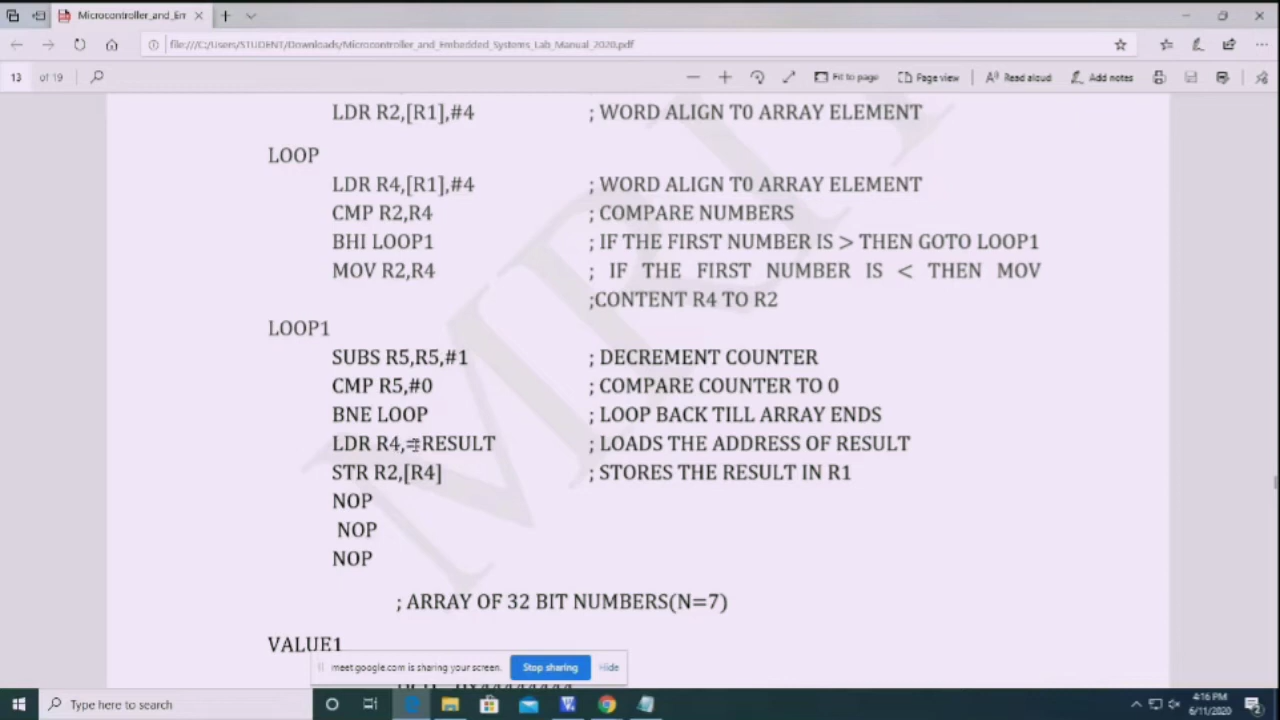 Microcontroller_and_Em
file:///C:/Users/STUDENT/Downloads/Microcontroller_and_Embedded_Systems_Lab_Manual_2020.pdf
13 of 19 Fit to page Page view Read aloud Add notes
LDR R2,[R1],#4 ; WORD ALIGN T0 ARRAY ELEMENT
LOOP
LDR R4,[R1],#4 ; WORD ALIGN T0 ARRAY ELEMENT
CMP R2,R4 ; COMPARE NUMBERS
BHI LOOP1 ; IF THE FIRST NUMBER IS > THEN GOTO LOOP1
MOV R2,R4 ; IF THE FIRST NUMBER IS < THEN MOV
;CONTENT R4 TO R2
LOOP1
SUBS R5,R5,#1 ; DECREMENT COUNTER
CMP R5,#0 ; COMPARE COUNTER TO 0
BNE LOOP ; LOOP BACK TILL ARRAY ENDS
LDR R4,=RESULT ; LOADS THE ADDRESS OF RESULT
STR R2,[R4] ; STORES THE RESULT IN R1
NOP
NOP
NOP
; ARRAY OF 32 BIT NUMBERS(N=7)
VALUE1
meet.google.com is sharing your screen. Stop sharing Hide
Type here to search
4:16 PM
6/11/2020